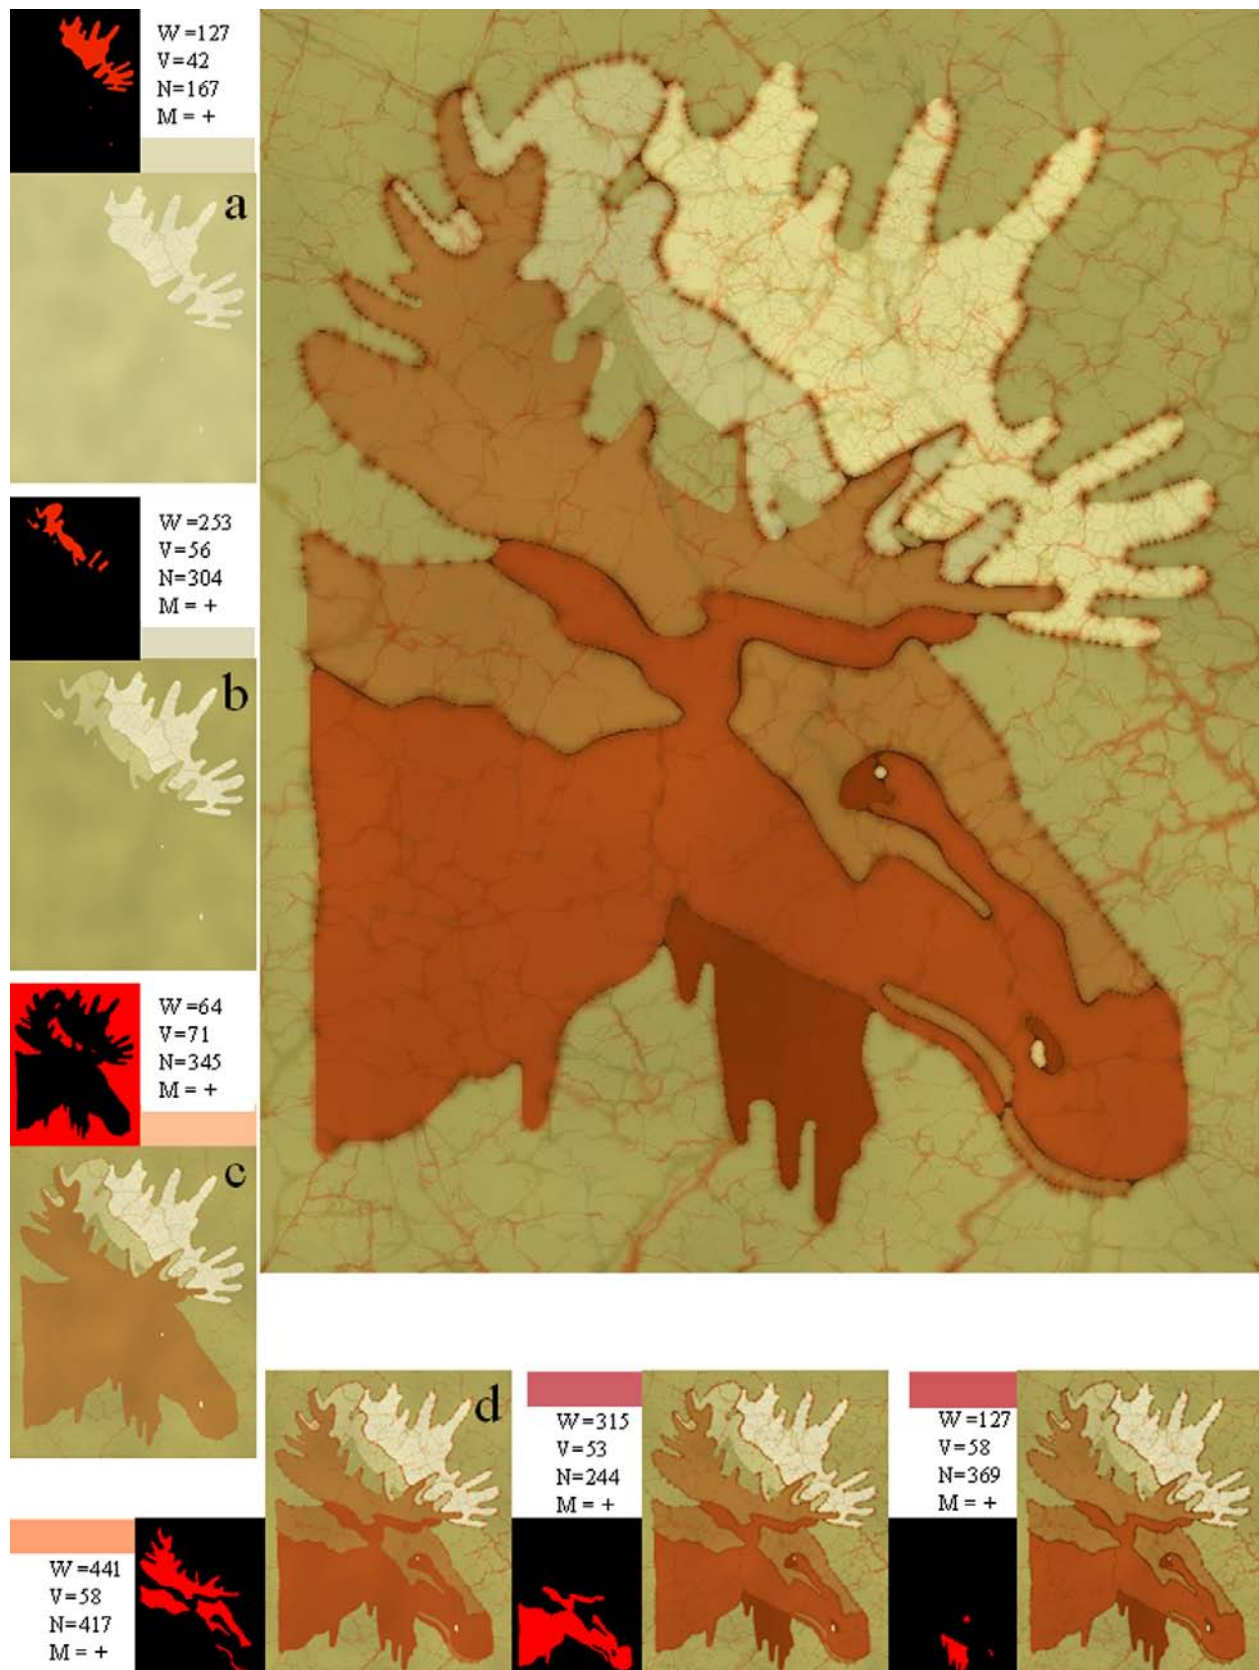 W =127
V=42
N=167
M = +
a
W =253
V=56
N=304
M = +
b
W =64
V=71
N=345
M = +
c
d
W =315
V=53
N=244
M = +
W =127
V=58
N=369
M = +
W =441
V=58
N=417
M = +